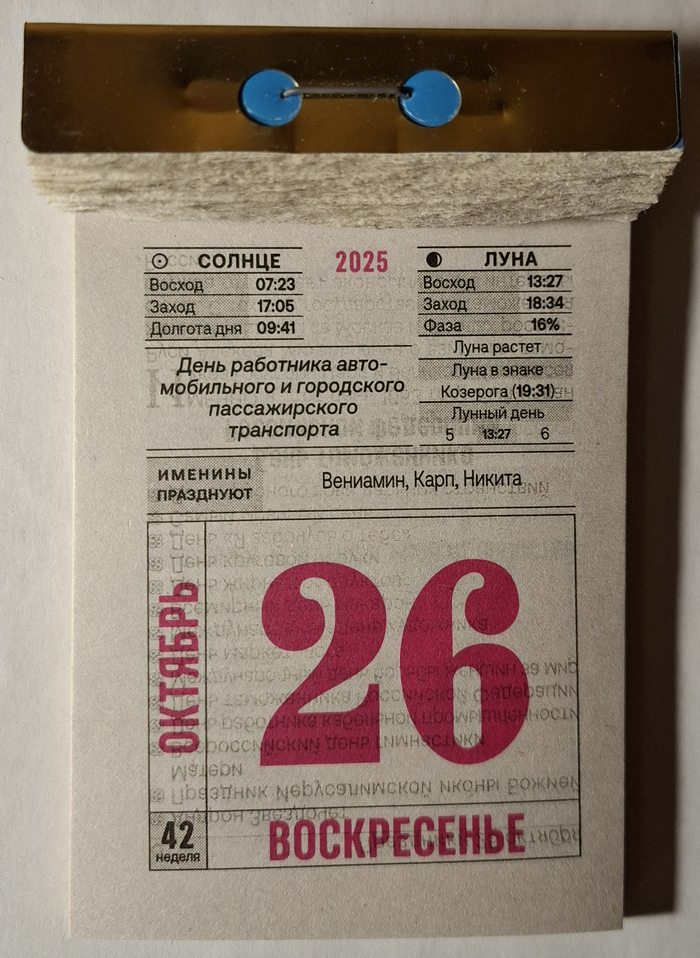 СОЛНЦЕ
Восход 07:23
Заход 17:05
Долгота дня 09:41
2025
ЛУНА
Восход 13:27
Заход 18:34
Фаза 16%
Луна растет
Луна в знаке
Козерога (19:31)
Лунный день
5 13:27 6
День работника авто-
мобильного и городского
пассажирского
транспорта
ИМЕНИНЫ
ПРАЗДНУЮТ
Вениамин, Карп, Никита
ОКТЯБРЬ
26
42
неделя
ВОСКРЕСЕНЬЕ